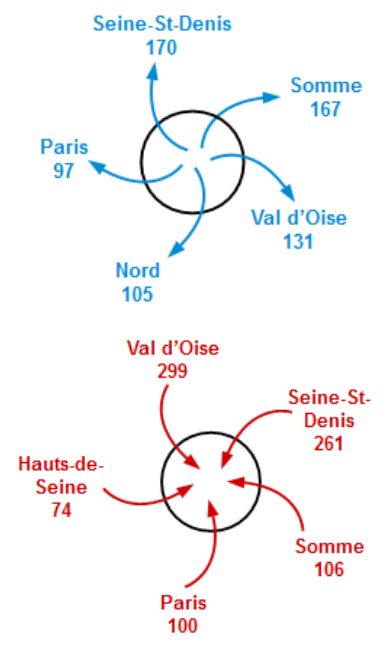 Seine-St-Denis
170
Somme
167
Paris
97
Val d'Oise
131
Nord
105
Val d'Oise
299
Seine-St-
Denis
261
Hauts-de-
Seine
74
Somme
106
Paris
100